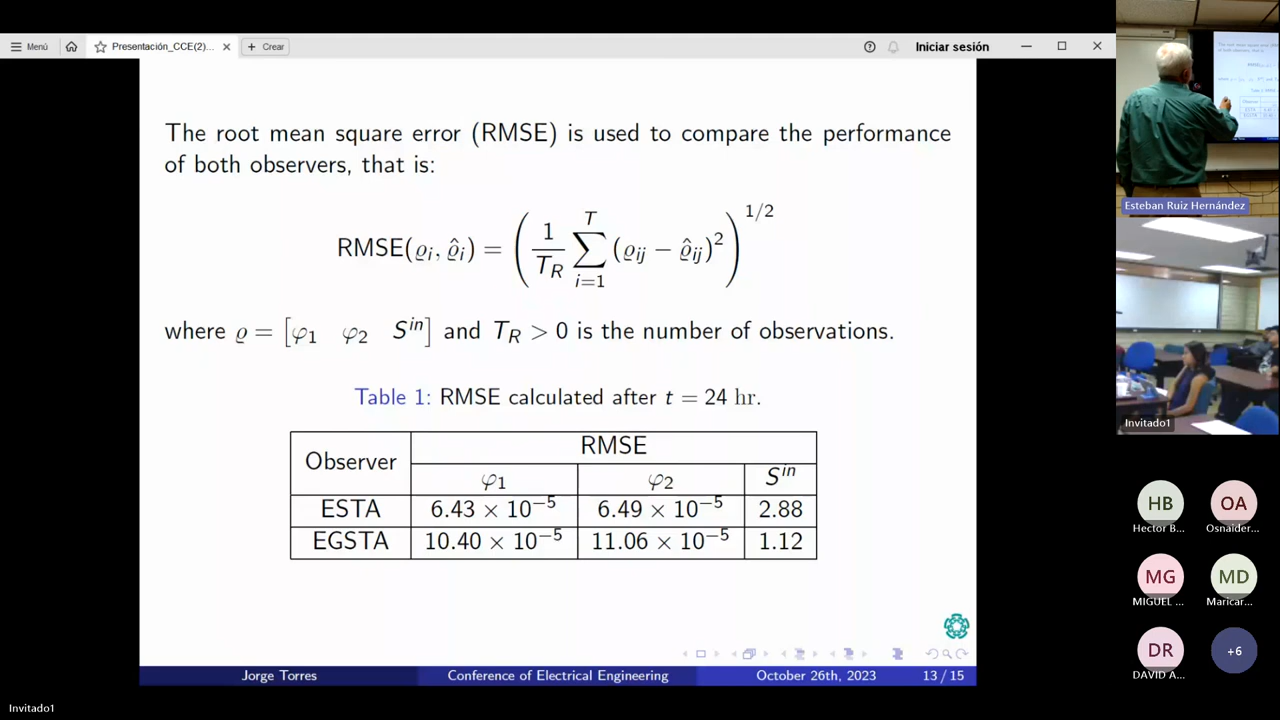 Menú
Presentación_CCE(2)...
Crear
Iniciar sesión
The root mean square error (RMSE) is used to compare the performance
of both observers, that is:
RMSE(ϱᵢ, ϱ̂ᵢ) = ( 1/T_R ∑_{i=1}^{T} (ϱᵢⱼ − ϱ̂ᵢⱼ)² )^{1/2}
where ϱ = [φ₁ φ₂ Sⁱⁿ] and T_R > 0 is the number of observations.
Table 1: RMSE calculated after t = 24 hr.
Observer RMSE
φ₁ φ₂ Sⁱⁿ
ESTA 6.43 × 10⁻⁵ 6.49 × 10⁻⁵ 2.88
EGSTA 10.40 × 10⁻⁵ 11.06 × 10⁻⁵ 1.12
Jorge Torres Conference of Electrical Engineering October 26th, 2023 13 / 15
Esteban Ruiz Hernández
Invitado1
HB OA
Hector B... Osnaider...
MG MD
MIGUEL ... Maricar...
DR +6
DAVID A...
Invitado1